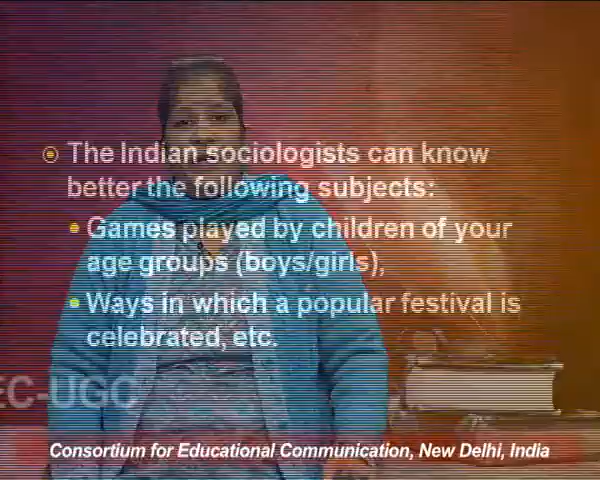 The Indian sociologists can know
better the following subjects:
Games played by children of your
age groups (boys/girls),
Ways in which a popular festival is
celebrated, etc.
EC-UGC
Consortium for Educational Communication, New Delhi, India